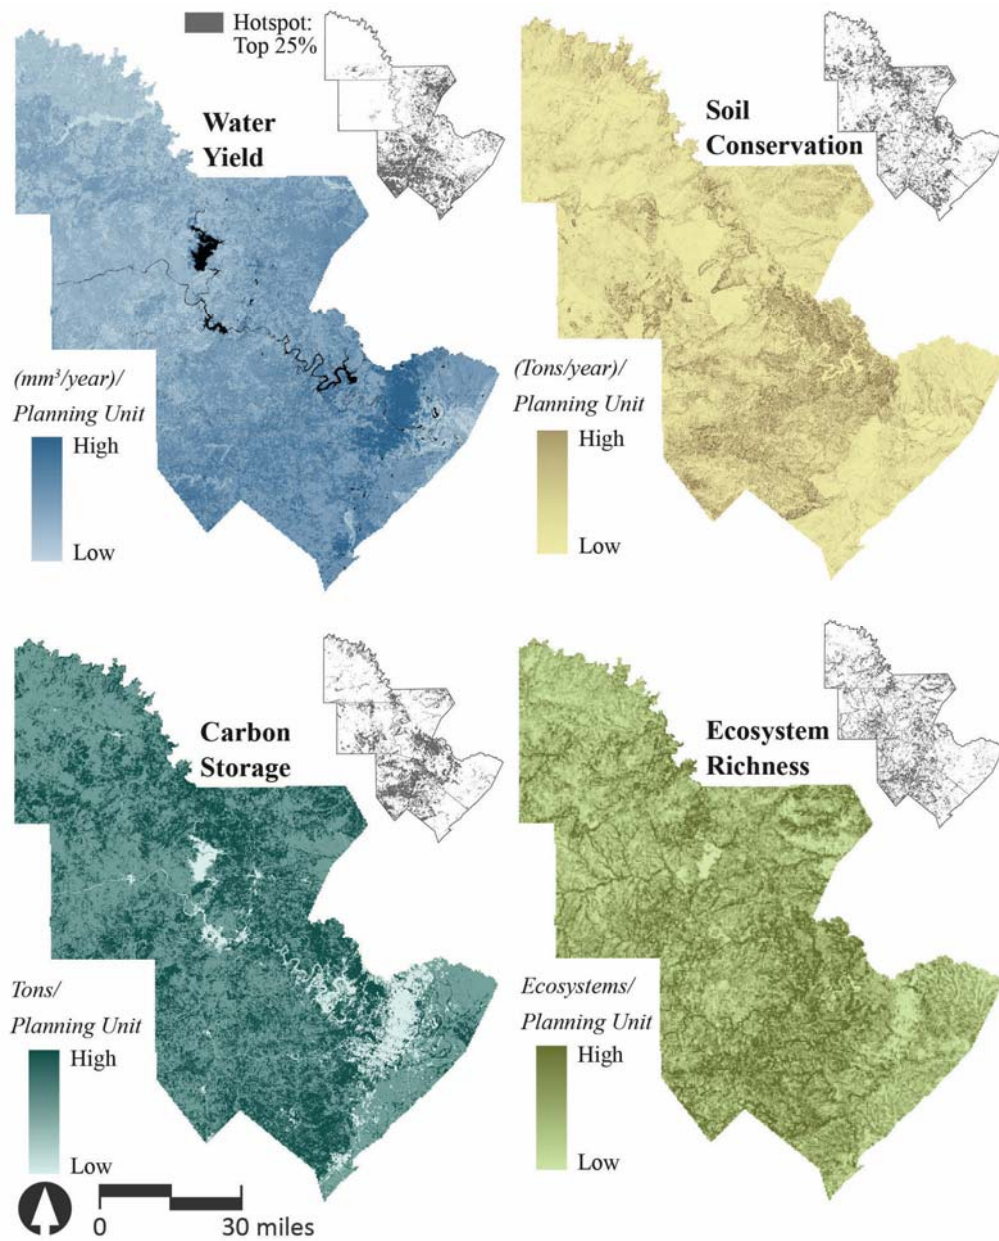 Hotspot:
Top 25%
Water
Yield
(mm³/year)/
Planning Unit
High
Low
Soil
Conservation
(Tons/year)/
Planning Unit
High
Low
Carbon
Storage
Tons/
Planning Unit
High
Low
Ecosystem
Richness
Ecosystems/
Planning Unit
High
Low
0 30 miles